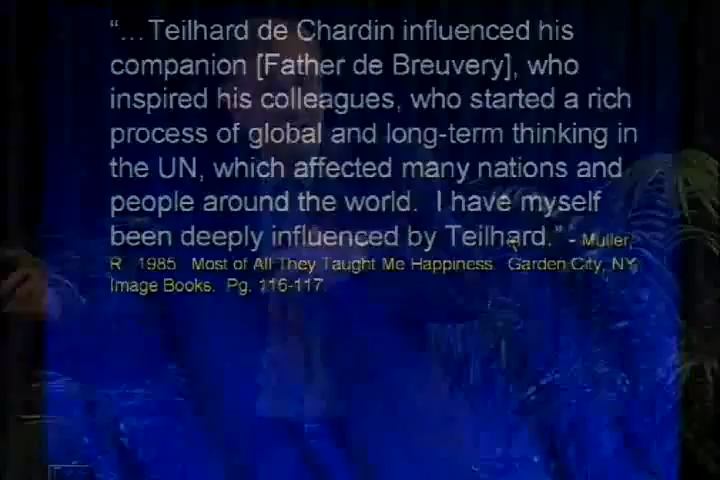 “…Teilhard de Chardin influenced his
companion [Father de Breuvery], who
inspired his colleagues, who started a rich
process of global and long-term thinking in
the UN, which affected many nations and
people around the world.  I have myself
been deeply influenced by Teilhard.” - Muller,
R.  1985.  Most of All They Taught Me Happiness.  Garden City, NY:
Image Books.  Pg. 116-117.